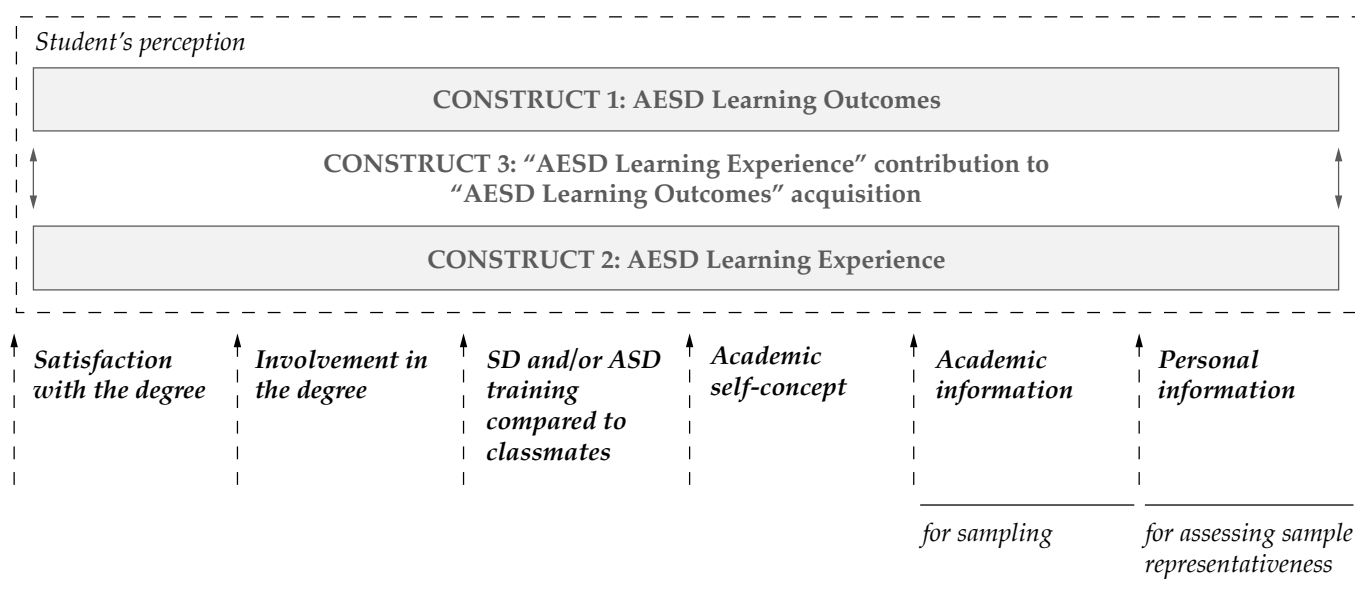 Student's perception
CONSTRUCT 1: AESD Learning Outcomes
CONSTRUCT 3: “AESD Learning Experience” contribution to
“AESD Learning Outcomes” acquisition
CONSTRUCT 2: AESD Learning Experience
Satisfaction
with the degree
Involvement in
the degree
SD and/or ASD
training
compared to
classmates
Academic
self-concept
Academic
information
Personal
information
for sampling
for assessing sample
representativeness